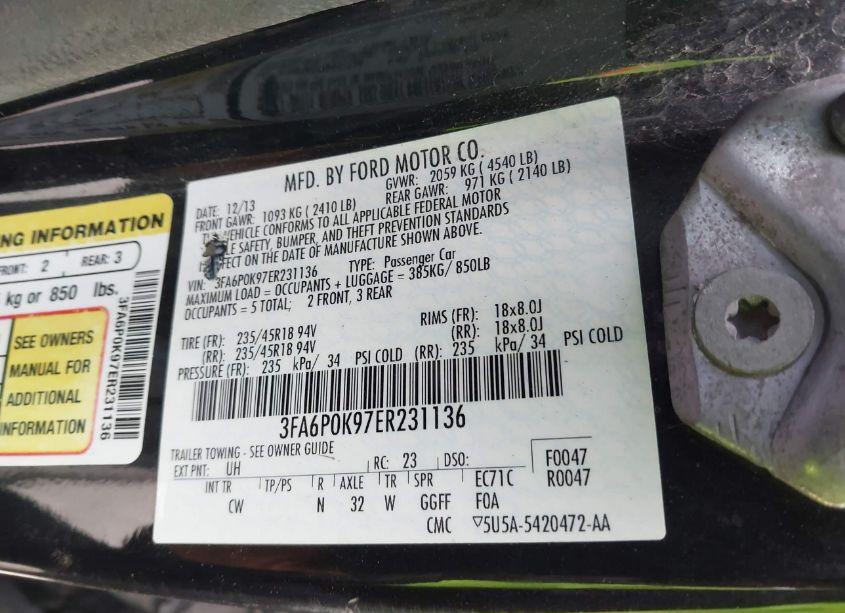 MFD. BY FORD MOTOR CO.
DATE: 12/13 GVWR: 2059 KG ( 4540 LB)
FRONT GAWR: 1093 KG ( 2410 LB) REAR GAWR: 971 KG ( 2140 LB)
VEHICLE CONFORMS TO ALL APPLICABLE FEDERAL MOTOR
SAFETY, BUMPER, AND THEFT PREVENTION STANDARDS
IN EFFECT ON THE DATE OF MANUFACTURE SHOWN ABOVE.
VIN: 3FA6P0K97ER231136 TYPE: Passenger Car
MAXIMUM LOAD = OCCUPANTS + LUGGAGE = 385KG/ 850LB
OCCUPANTS = 5 TOTAL; 2 FRONT, 3 REAR
TIRE (FR): 235/45R18 94V RIMS (FR): 18x8.0J
(RR): 235/45R18 94V (RR): 18x8.0J
PRESSURE (FR): 235 kPa/ 34 PSI COLD (RR): 235 kPa/ 34 PSI COLD
3FA6P0K97ER231136
TRAILER TOWING - SEE OWNER GUIDE
EXT PNT: UH RC: 23 DSO: F0047
INT TR TP/PS R AXLE TR SPR EC71C R0047
CW N 32 W GGFF F0A
CMC ▽5U5A-5420472-AA
NG INFORMATION
FRONT: 2 REAR: 3
kg or 850 lbs.
SEE OWNERS
MANUAL FOR
ADDITIONAL
INFORMATION
3FA6P0K97ER231136